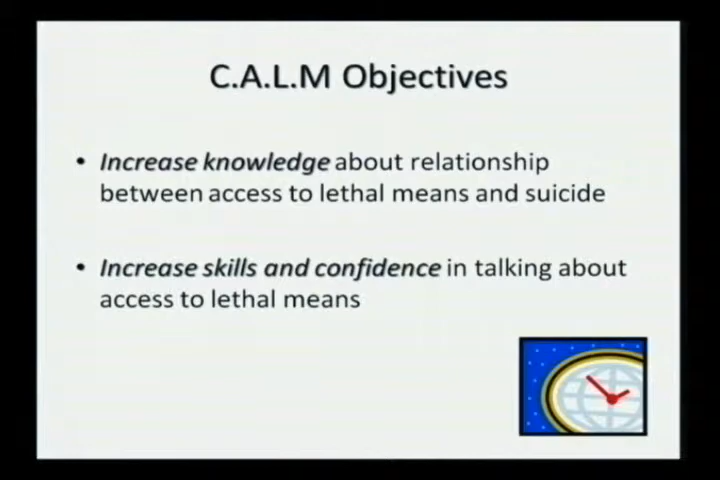 C.A.L.M Objectives
• Increase knowledge about relationship
between access to lethal means and suicide
• Increase skills and confidence in talking about
access to lethal means